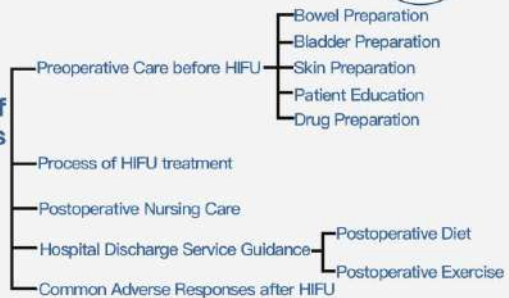 Bowel Preparation
Bladder Preparation
Preoperative Care before HIFU
Skin Preparation
Patient Education
Drug Preparation
Process of HIFU treatment
Postoperative Nursing Care
Postoperative Diet
Hospital Discharge Service Guidance
Postoperative Exercise
Common Adverse Responses after HIFU